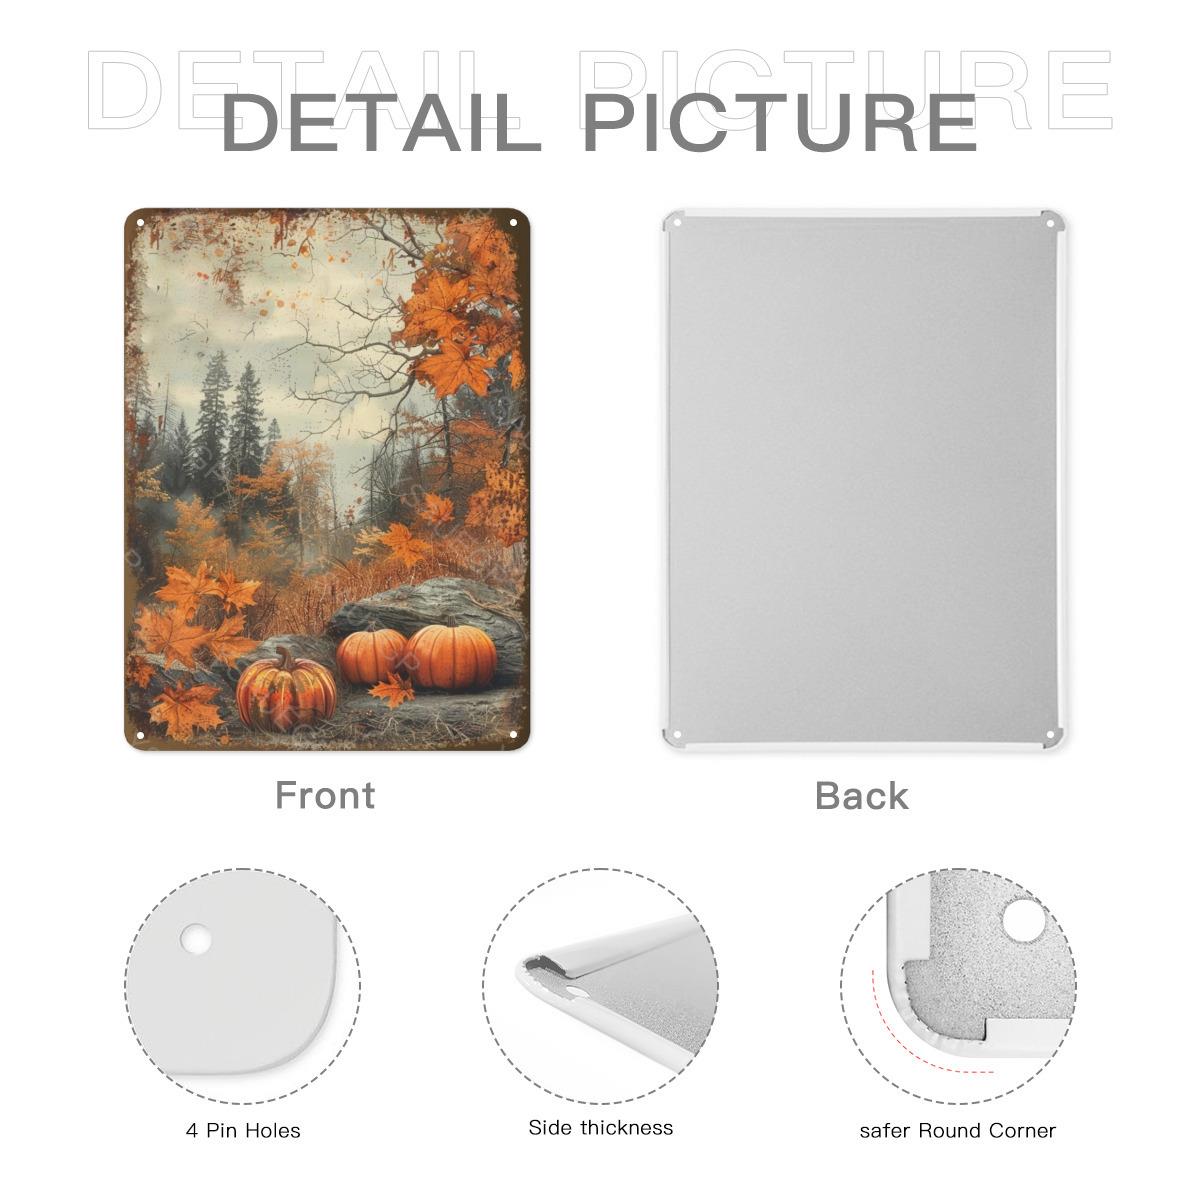 DETAIL PICTURE
DETAIL PICTURE
Front
Back
4 Pin Holes
Side thickness
safer Round Corner